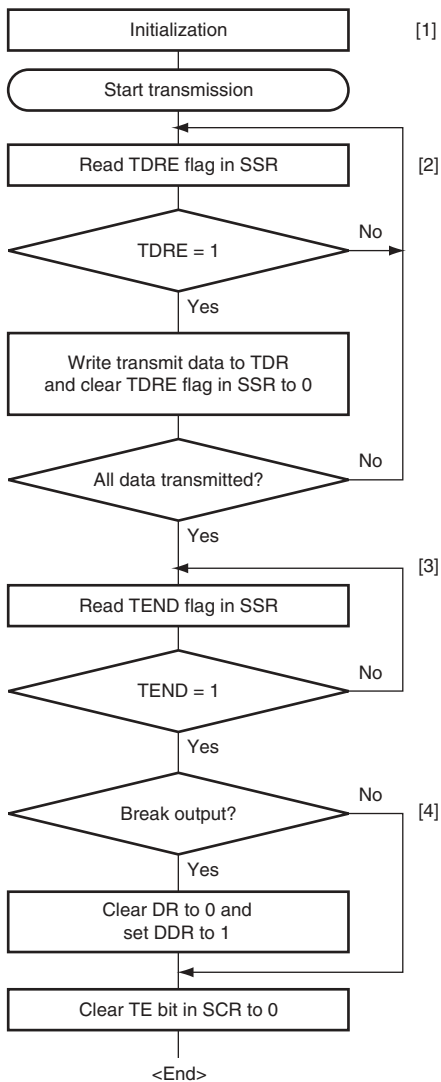 Initialization
[1]
Start transmission
Read TDRE flag in SSR
[2]
TDRE = 1
No
Yes
Write transmit data to TDR
and clear TDRE flag in SSR to 0
All data transmitted?
No
Yes
[3]
Read TEND flag in SSR
TEND = 1
No
Yes
Break output?
No
[4]
Yes
Clear DR to 0 and
set DDR to 1
Clear TE bit in SCR to 0
<End>